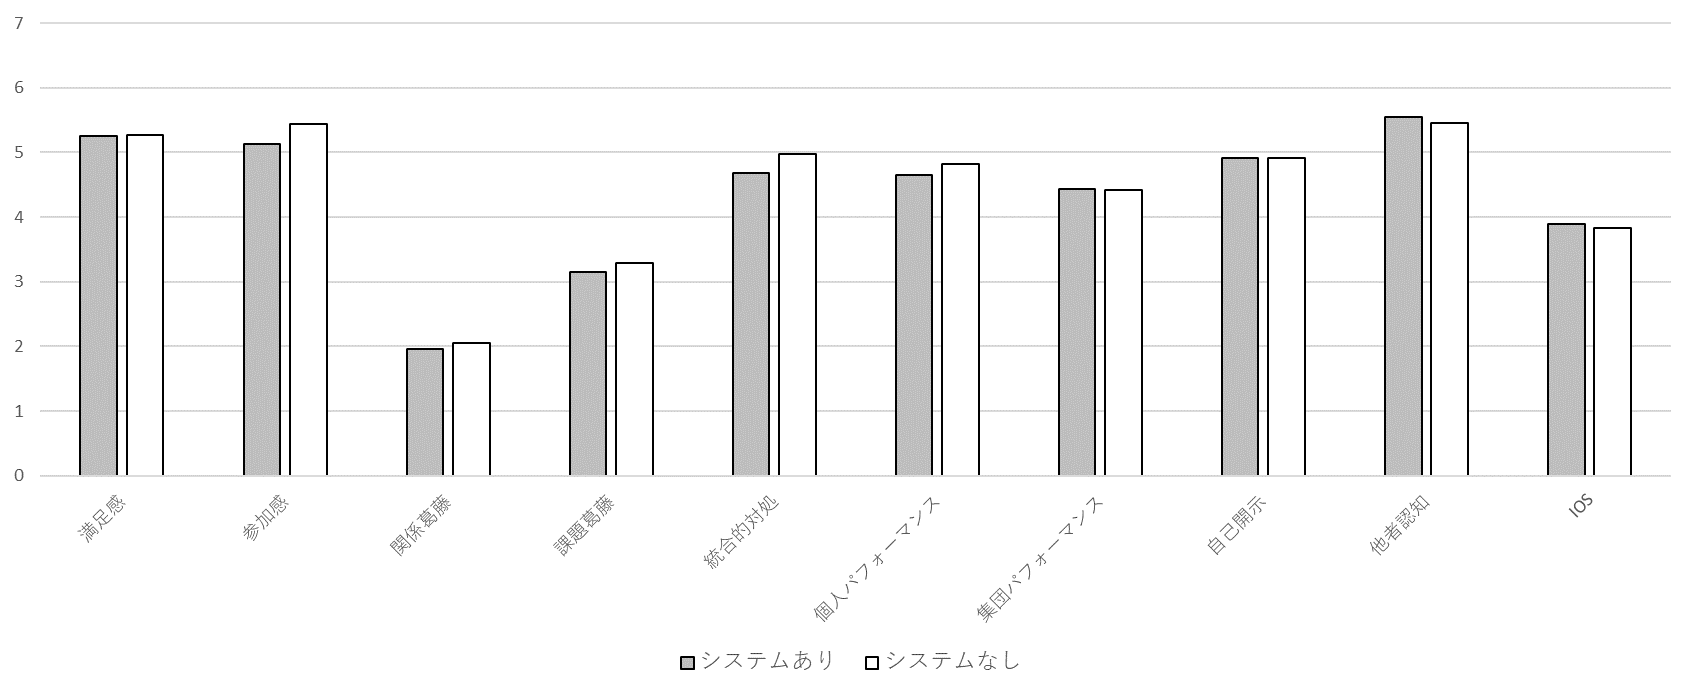 7
6
5
4
3
2
1
0
満足感
参加感
関係葛藤
課題葛藤
統合的対処
個人パフォーマンス
集団パフォーマンス
自己開示
他者認知
IOS
システムあり
システムなし